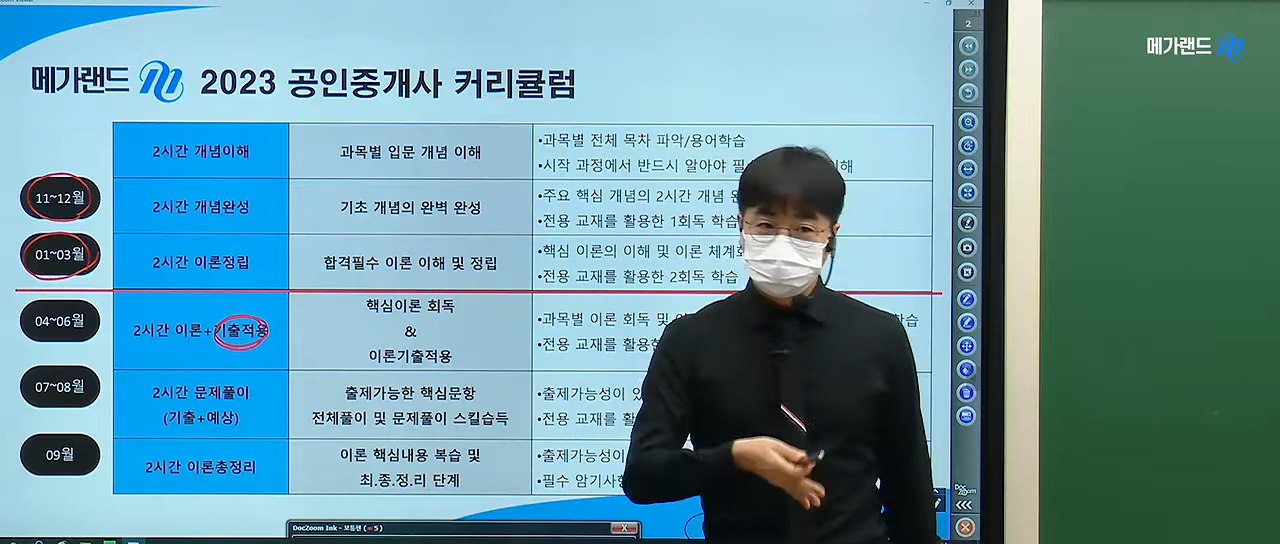 메가랜드
메가랜드 2023 공인중개사 커리큘럼
2시간 개념이해
과목별 입문 개념 이해
•과목별 전체 목차 파악/용어학습
•시작 과정에서 반드시 알아야 이해
11~12월
2시간 개념완성
기초 개념의 완벽 완성
•주요 핵심 개념의 2시간 개념
•전용 교재를 활용한 1회독 학습
01~03월
2시간 이론정립
합격필수 이론 이해 및 정립
•핵심 이론의 이해 및 이론
•전용 교재를 활용한 2회독 학습
04~06월
2시간 이론+기출적용
핵심이론 회독
&
이론기출적용
•과목별 이론 회독 및 학습
•전용 교재를
07~08월
2시간 문제풀이
(기출+예상)
출제가능한 핵심문항
전체풀이 및 문제풀이 스킬습득
•출제가능성이
•전용 교재를
09월
2시간 이론총정리
이론 핵심내용 복습 및
최.종.정.리 단계
•출제가능성이
•필수
DocZoom Ink - 보통펜 (= 5 )
2
Doc
Zoom